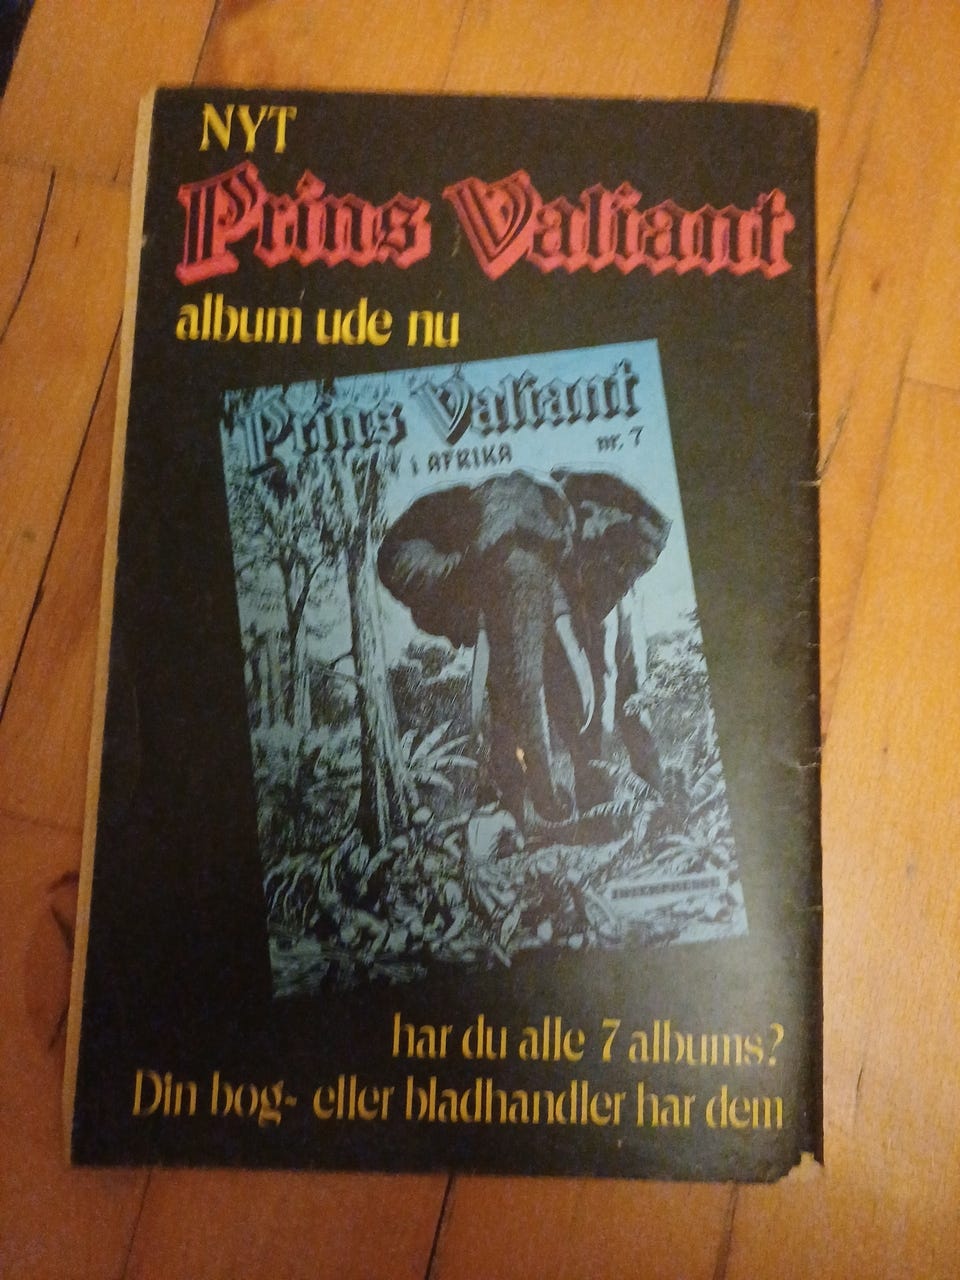 NYT
Prins Valiant
album ude nu
Prins Valiant
i AFRIKA nr. 7
INTERPRESSE
har du alle 7 albums?
Din bog- eller bladhandler har dem